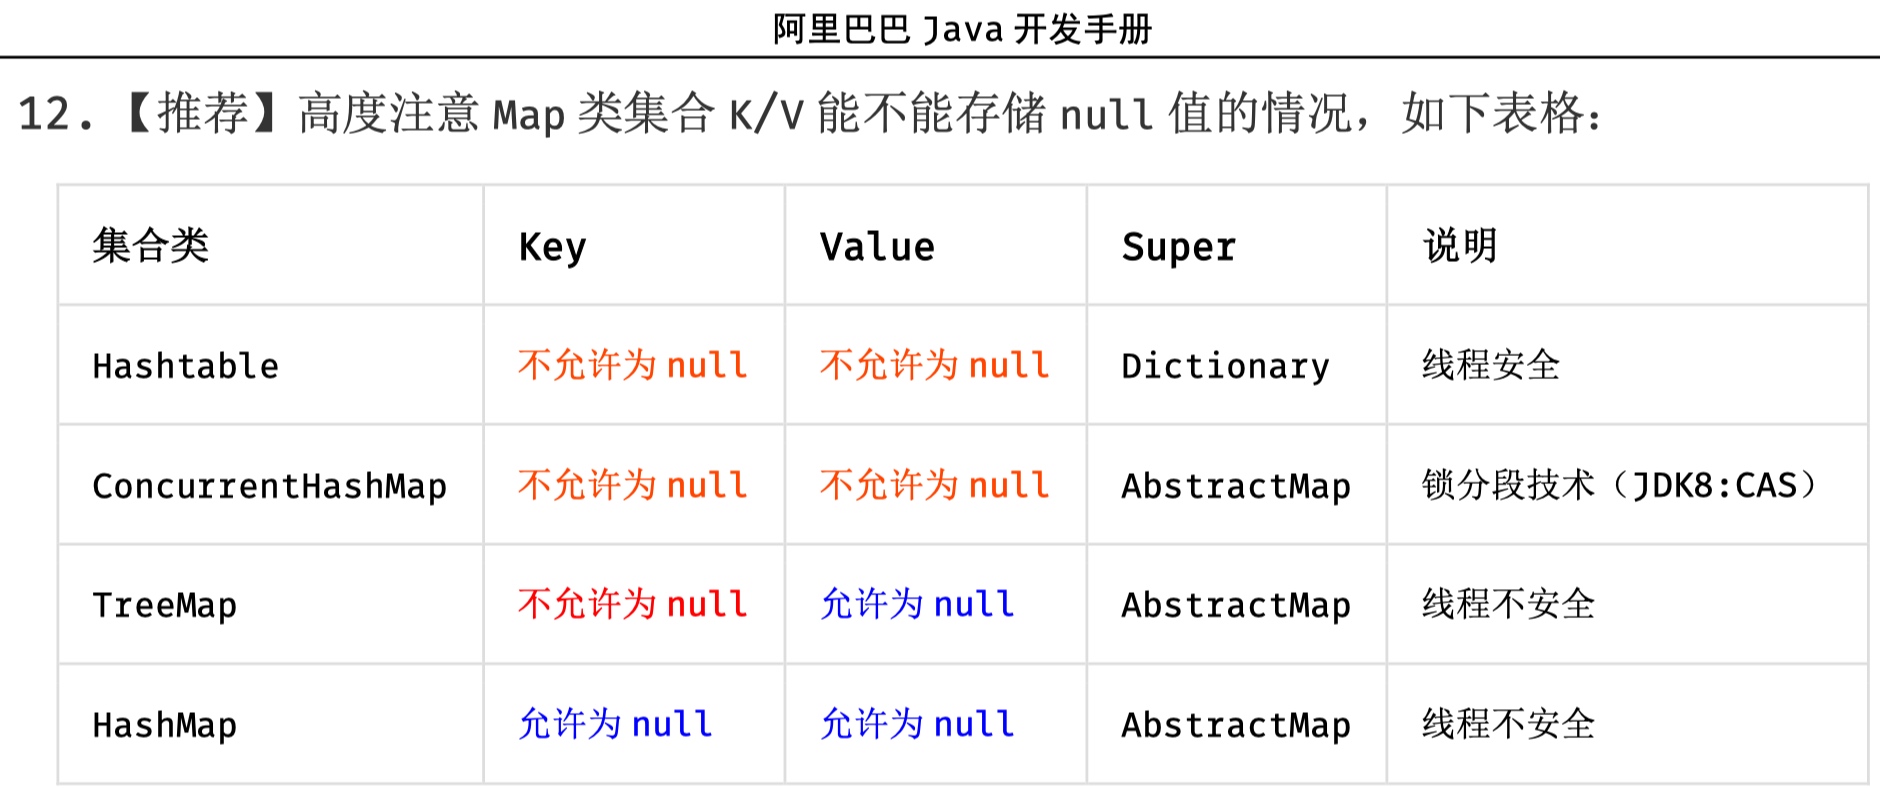 阿里巴巴 Java 开发手册
12.【推荐】高度注意 Map 类集合 K/V 能不能存储 null 值的情况，如下表格：
集合类 Key Value Super 说明
Hashtable 不允许为 null 不允许为 null Dictionary 线程安全
ConcurrentHashMap 不允许为 null 不允许为 null AbstractMap 锁分段技术（JDK8:CAS）
TreeMap 不允许为 null 允许为 null AbstractMap 线程不安全
HashMap 允许为 null 允许为 null AbstractMap 线程不安全